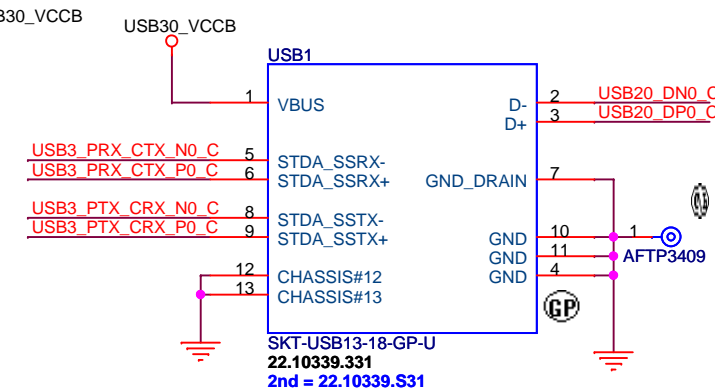 B30_VCCB
USB30_VCCB
USB1
1 VBUS
D- 2 USB20_DN0_C
D+ 3 USB20_DP0_C
USB3_PRX_CTX_N0_C 5 STDA_SSRX-
USB3_PRX_CTX_P0_C 6 STDA_SSRX+
GND_DRAIN 7
USB3_PTX_CRX_N0_C 8 STDA_SSTX-
USB3_PTX_CRX_P0_C 9 STDA_SSTX+
GND 10 1
GND 11 AFTP3409
GND 4
12 CHASSIS#12
13 CHASSIS#13
GP
SKT-USB13-18-GP-U
22.10339.331
2nd = 22.10339.S31